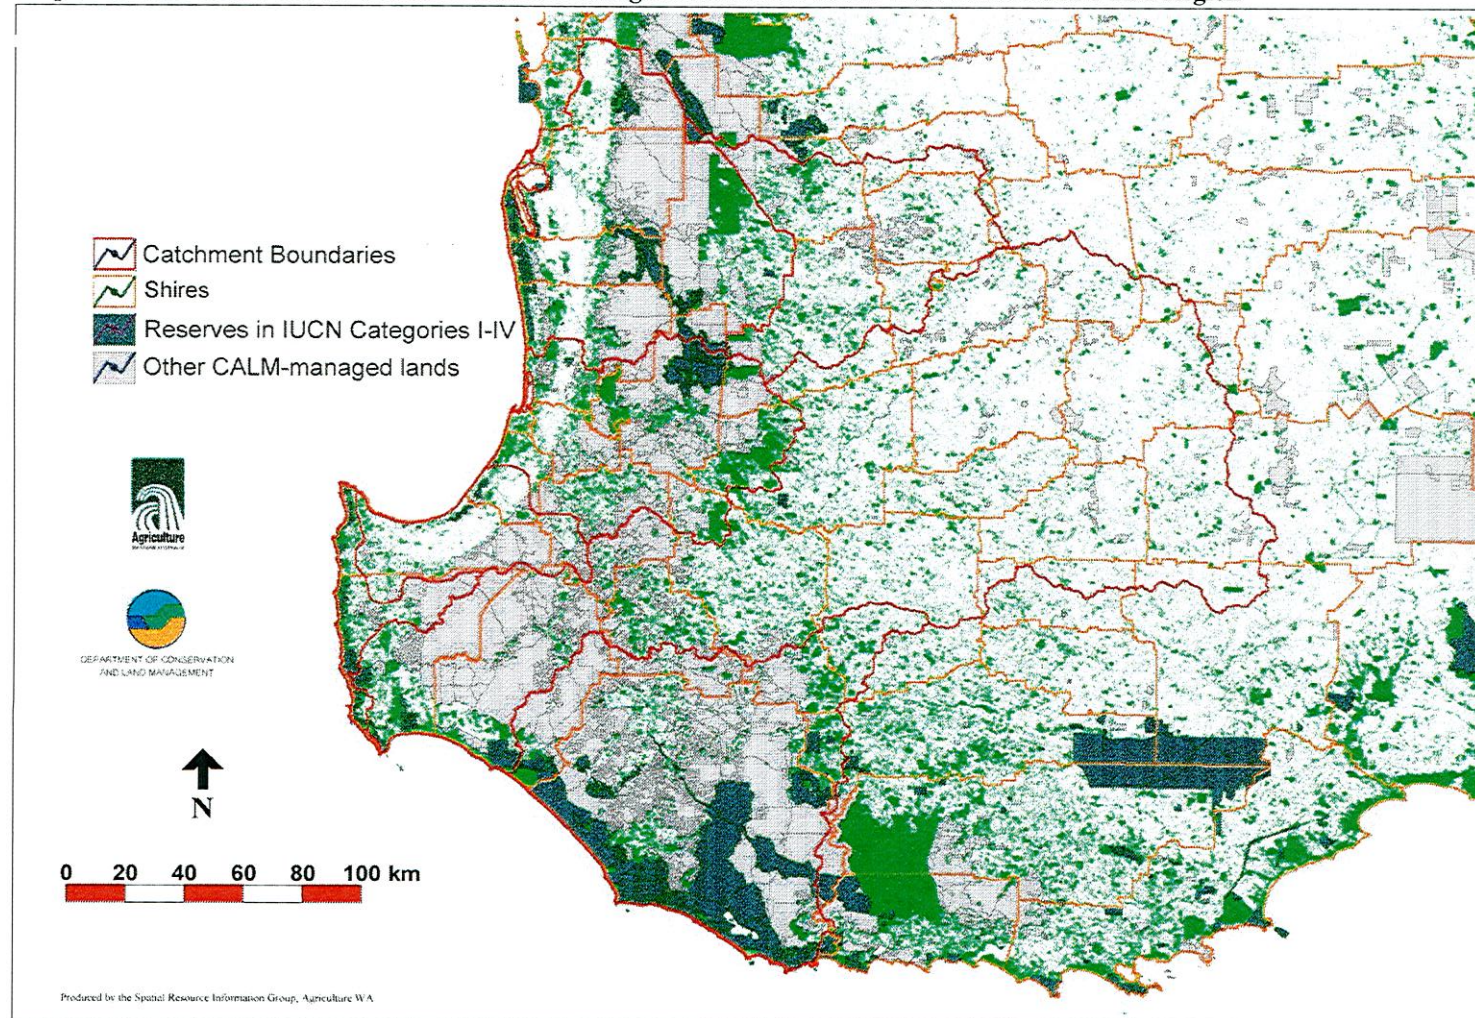 Catchment Boundaries
Shires
Reserves in IUCN Categories I-IV
Other CALM-managed lands
Agriculture
DEPARTMENT OF CONSERVATION
AND LAND MANAGEMENT
N
0 20 40 60 80 100 km
Produced by the Spatial Resource Information Group, Agriculture WA